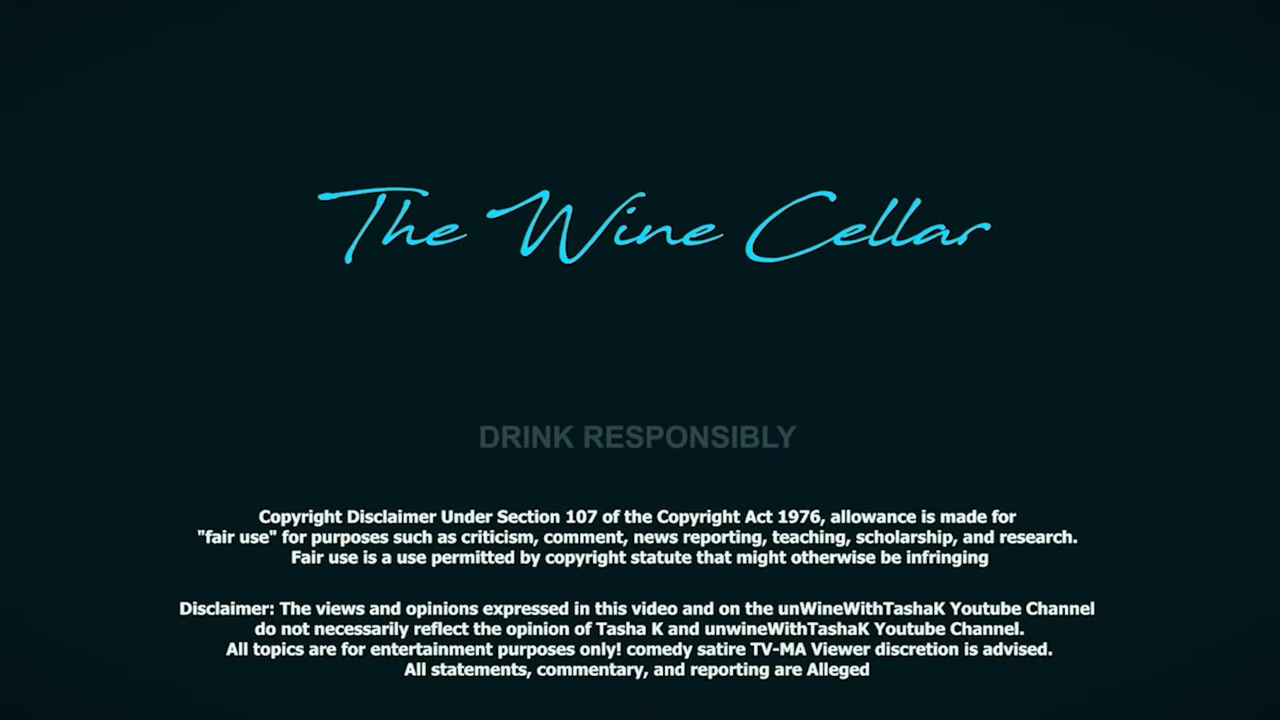 The Wine Cellar
DRINK RESPONSIBLY
Copyright Disclaimer Under Section 107 of the Copyright Act 1976, allowance is made for
"fair use" for purposes such as criticism, comment, news reporting, teaching, scholarship, and research.
Fair use is a use permitted by copyright statute that might otherwise be infringing
Disclaimer: The views and opinions expressed in this video and on the unWineWithTashaK Youtube Channel
do not necessarily reflect the opinion of Tasha K and unwineWithTashaK Youtube Channel.
All topics are for entertainment purposes only! comedy satire TV-MA Viewer discretion is advised.
All statements, commentary, and reporting are Alleged